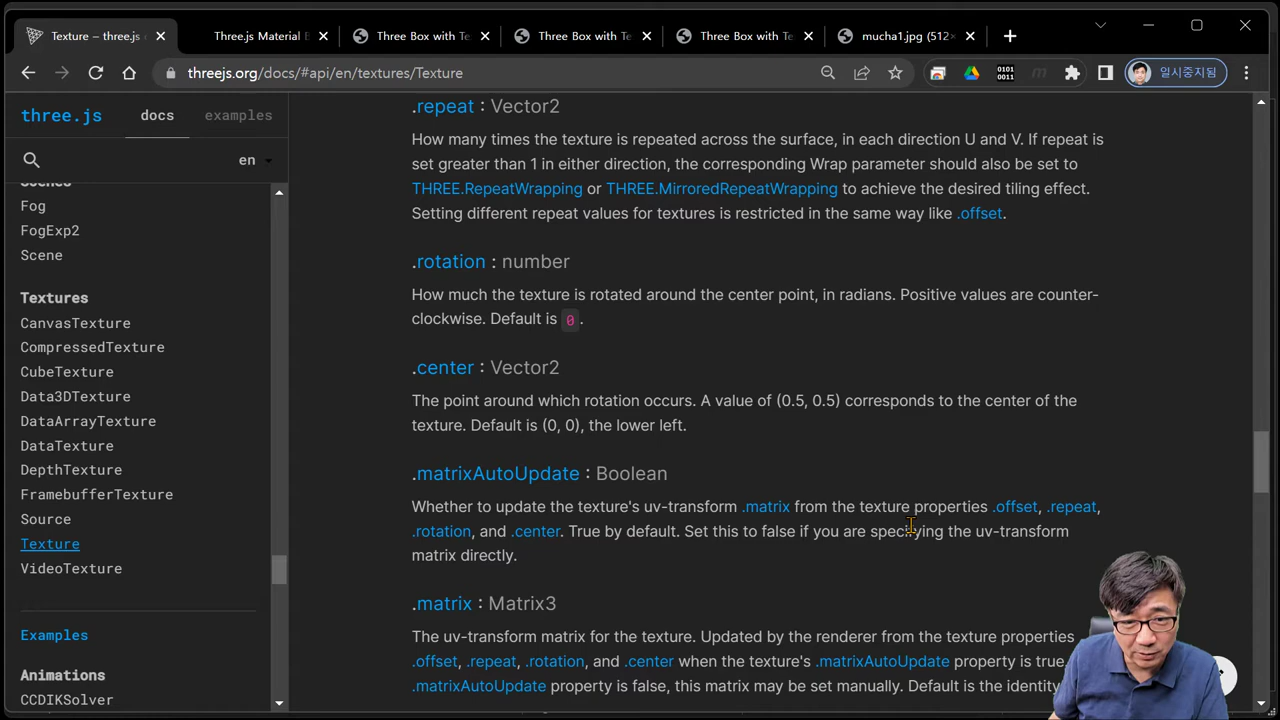 Texture – three.js
Three.js Material B
Three Box with Te
Three Box with Te
Three Box with Te
mucha1.jpg (512×
threejs.org/docs/#api/en/textures/Texture
0101
0011
일시중지됨
three.js
docs
examples
en
Scenes
Fog
FogExp2
Scene
Textures
CanvasTexture
CompressedTexture
CubeTexture
Data3DTexture
DataArrayTexture
DataTexture
DepthTexture
FramebufferTexture
Source
Texture
VideoTexture
Examples
Animations
CCDIKSolver
.repeat : Vector2
How many times the texture is repeated across the surface, in each direction U and V. If repeat is
set greater than 1 in either direction, the corresponding Wrap parameter should also be set to
THREE.RepeatWrapping or THREE.MirroredRepeatWrapping to achieve the desired tiling effect.
Setting different repeat values for textures is restricted in the same way like .offset.
.rotation : number
How much the texture is rotated around the center point, in radians. Positive values are counter-
clockwise. Default is 0.
.center : Vector2
The point around which rotation occurs. A value of (0.5, 0.5) corresponds to the center of the
texture. Default is (0, 0), the lower left.
.matrixAutoUpdate : Boolean
Whether to update the texture's uv-transform .matrix from the texture properties .offset, .repeat,
.rotation, and .center. True by default. Set this to false if you are specifying the uv-transform
matrix directly.
.matrix : Matrix3
The uv-transform matrix for the texture. Updated by the renderer from the texture properties
.offset, .repeat, .rotation, and .center when the texture's .matrixAutoUpdate property is true.
.matrixAutoUpdate property is false, this matrix may be set manually. Default is the identity